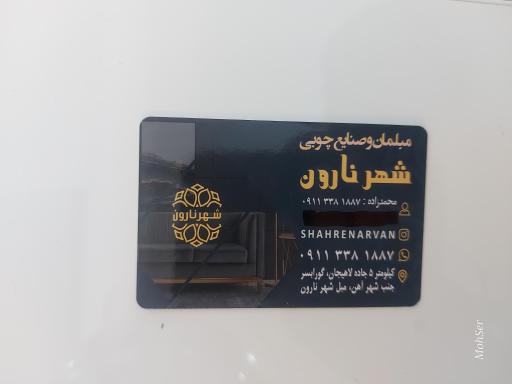 مبلمان و صنایع چوبی
شهر نارون
محمدزاده : ۰۹۱۱ ۳۳۸ ۱۸۸۷
SHAHRENARVAN
۰۹۱۱ ۳۳۸ ۱۸۸۷
کیلومتر ۵ جاده لاهیجان، گورابسر
جنب شهر آهن، مبل شهر نارون
شهر نارون
MohSer